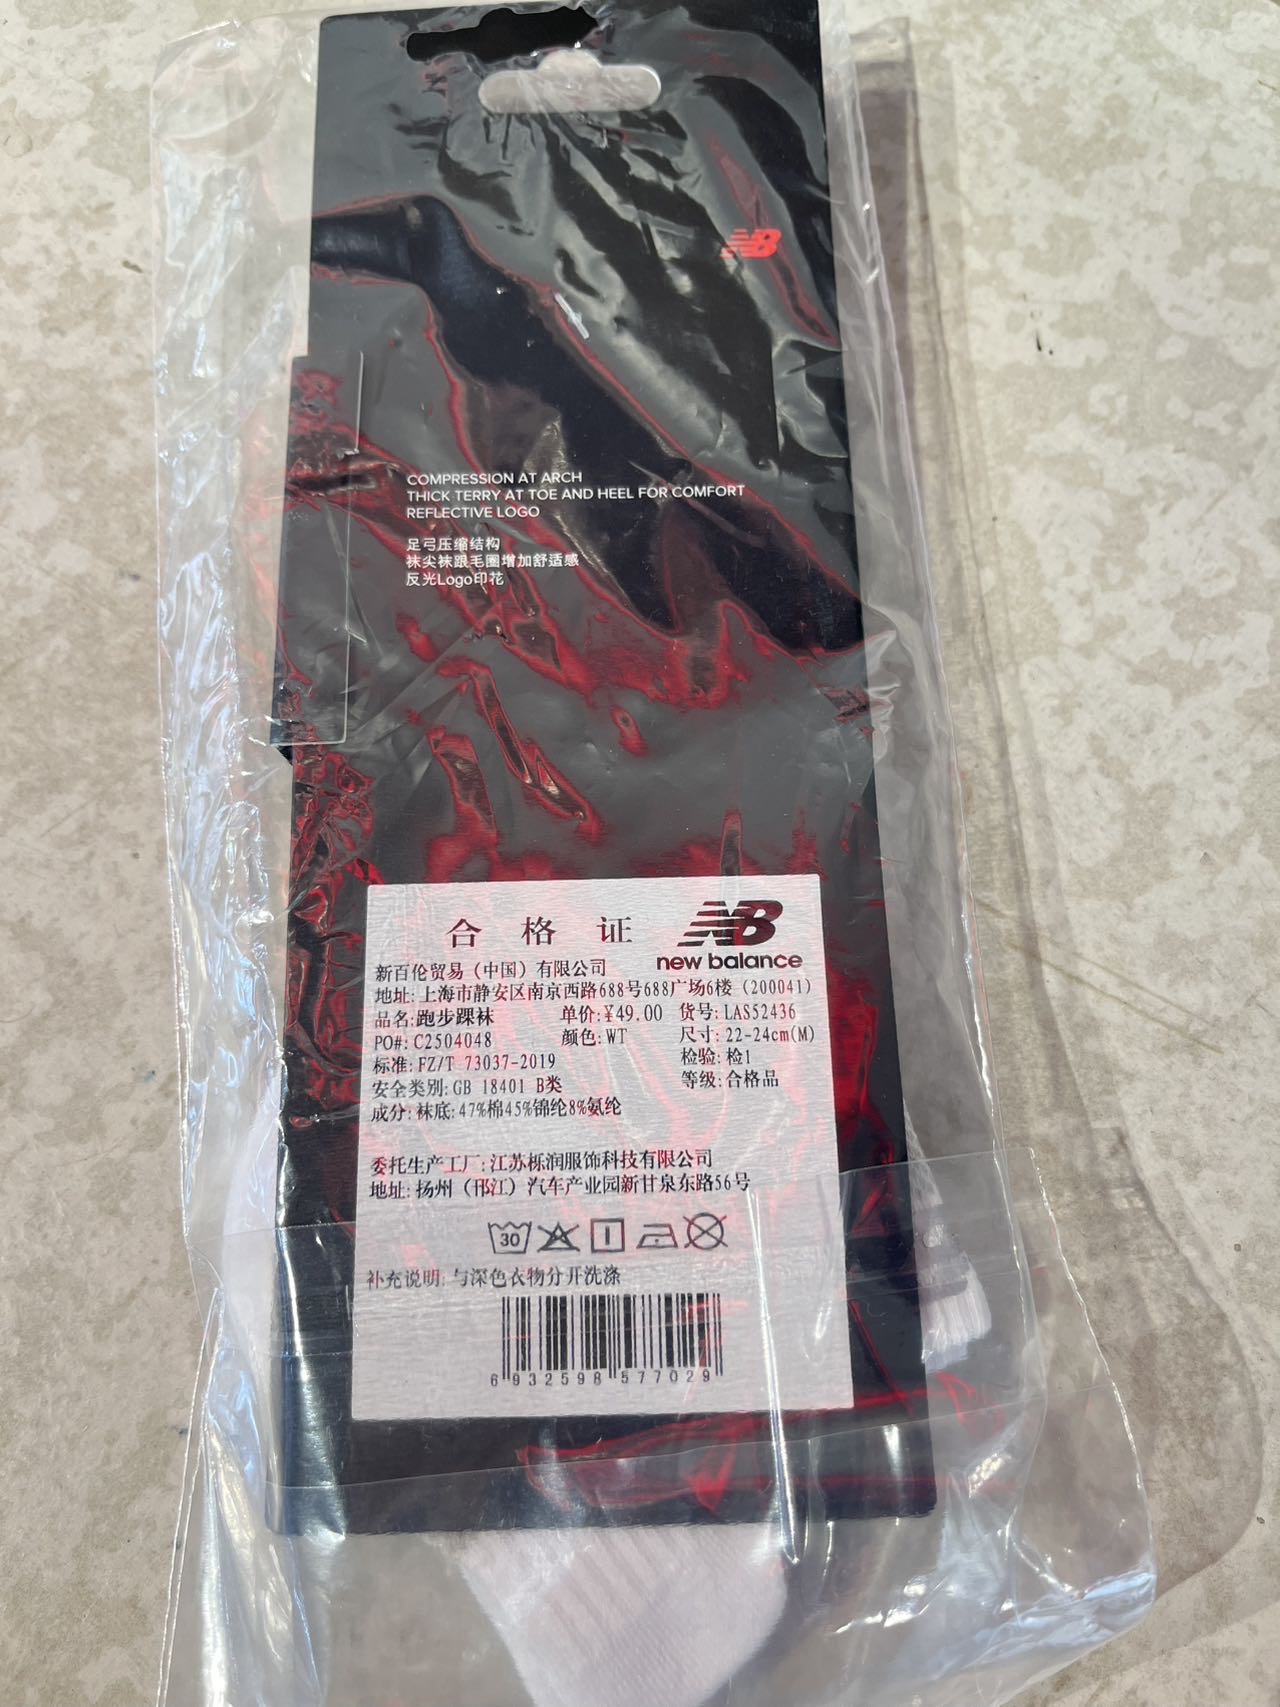 NB
COMPRESSION AT ARCH
THICK TERRY AT TOE AND HEEL FOR COMFORT
REFLECTIVE LOGO
足弓压缩结构
袜尖袜跟毛圈增加舒适感
反光Logo印花
合格证 NB
new balance
新百伦贸易（中国）有限公司
地址：上海市静安区南京西路688号688广场6楼（200041）
品名：跑步踝袜 单价：¥49.00 货号：LAS52436
PO#：C2504048 颜色：WT 尺寸：22-24cm(M)
标准：FZ/T 73037-2019 检验：检1
安全类别：GB 18401 B类 等级：合格品
成分：袜底：47%棉45%锦纶8%氨纶
委托生产工厂：江苏栎润服饰科技有限公司
地址：扬州（邗江）汽车产业园新甘泉东路56号
30
补充说明：与深色衣物分开洗涤
6 932598 577029